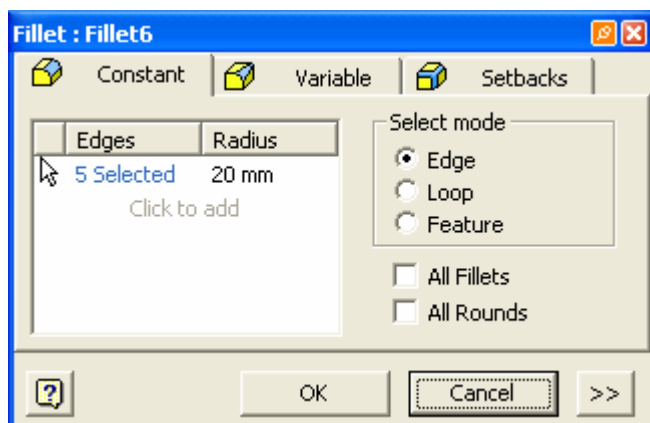 Fillet : Fillet6
Constant
Variable
Setbacks
Edges Radius
5 Selected 20 mm
Click to add
Select mode
Edge
Loop
Feature
All Fillets
All Rounds
?
OK
Cancel
>>